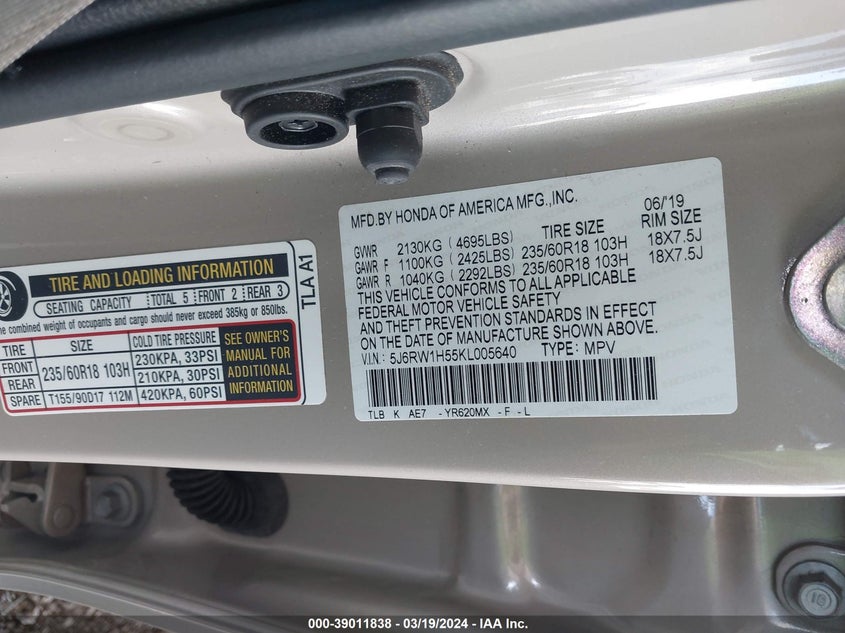 TIRE AND LOADING INFORMATION
SEATING CAPACITY TOTAL 5 FRONT 2 REAR 3
The combined weight of occupants and cargo should never exceed 385kg or 850lbs.
TIRE SIZE COLD TIRE PRESSURE
FRONT 235/60R18 103H 230KPA, 33PSI
REAR 210KPA, 30PSI
SPARE T155/90D17 112M 420KPA, 60PSI
SEE OWNER'S
MANUAL FOR
ADDITIONAL
INFORMATION
TLA A1
MFD.BY HONDA OF AMERICA MFG.,INC. 06/'19
TIRE SIZE RIM SIZE
GVWR 2130KG ( 4695LBS)
GAWR F 1100KG ( 2425LBS) 235/60R18 103H 18X7.5J
GAWR R 1040KG ( 2292LBS) 235/60R18 103H 18X7.5J
THIS VEHICLE CONFORMS TO ALL APPLICABLE
FEDERAL MOTOR VEHICLE SAFETY
AND THEFT PREVENTION STANDARDS IN EFFECT
ON THE DATE OF MANUFACTURE SHOWN ABOVE.
V.I.N: 5J6RW1H55KL005640 TYPE: MPV
TLB K AE7 -YR620MX -F -L
000-39011838 - 03/19/2024 - IAA Inc.